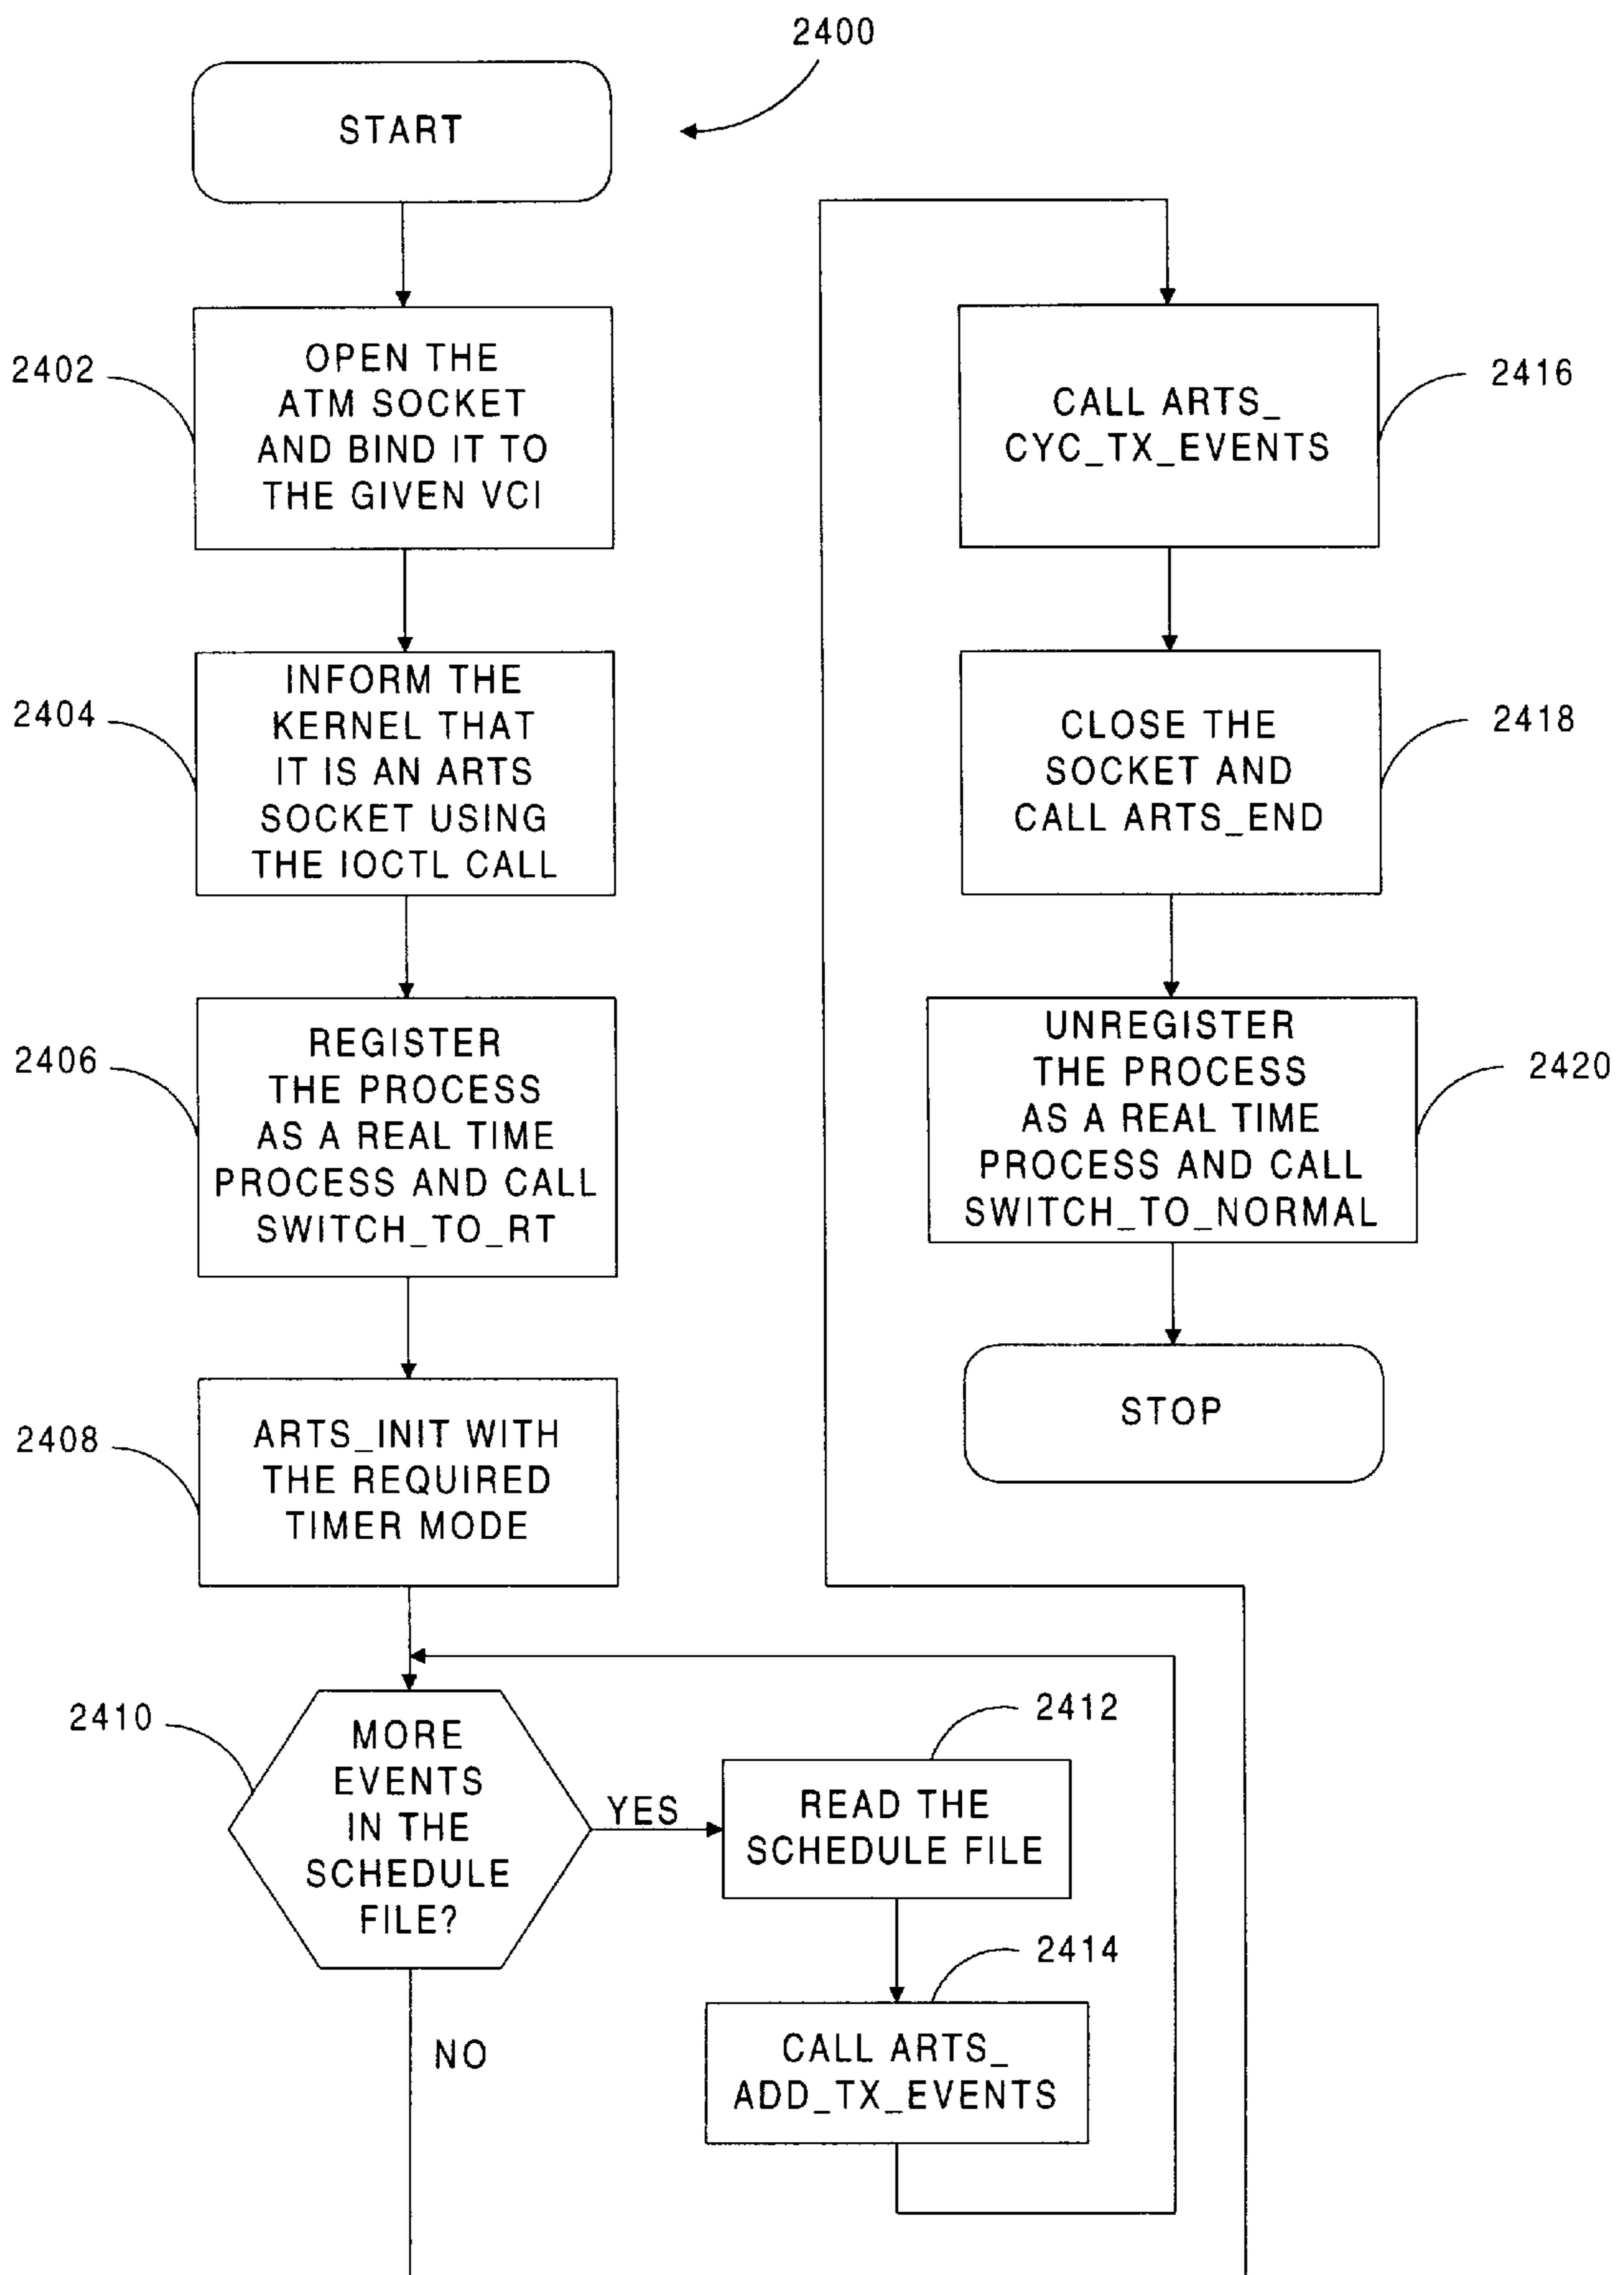 2400
START
2402
OPEN THE
ATM SOCKET
AND BIND IT TO
THE GIVEN VCI
2404
INFORM THE
KERNEL THAT
IT IS AN ARTS
SOCKET USING
THE IOCTL CALL
2406
REGISTER
THE PROCESS
AS A REAL TIME
PROCESS AND CALL
SWITCH_TO_RT
2408
ARTS_INIT WITH
THE REQUIRED
TIMER MODE
2410
MORE
EVENTS
IN THE
SCHEDULE
FILE?
YES
NO
2412
READ THE
SCHEDULE FILE
2414
CALL ARTS_
ADD_TX_EVENTS
2416
CALL ARTS_
CYC_TX_EVENTS
2418
CLOSE THE
SOCKET AND
CALL ARTS_END
2420
UNREGISTER
THE PROCESS
AS A REAL TIME
PROCESS AND CALL
SWITCH_TO_NORMAL
STOP